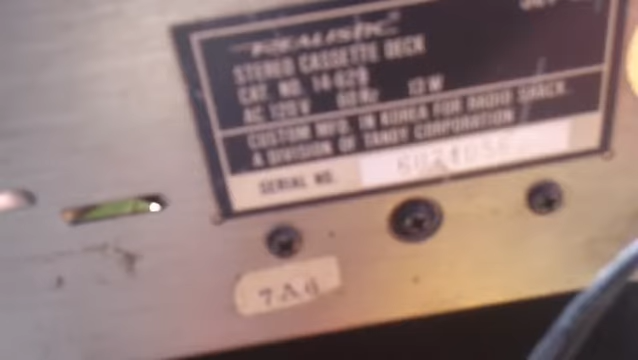 REALISTIC
STEREO CASSETTE DECK
CAT. NO. 14-629
AC 120V 60Hz 12W
CUSTOM MFG. IN KOREA FOR RADIO SHACK,
A DIVISION OF TANDY CORPORATION
SERIAL NO.
7A6